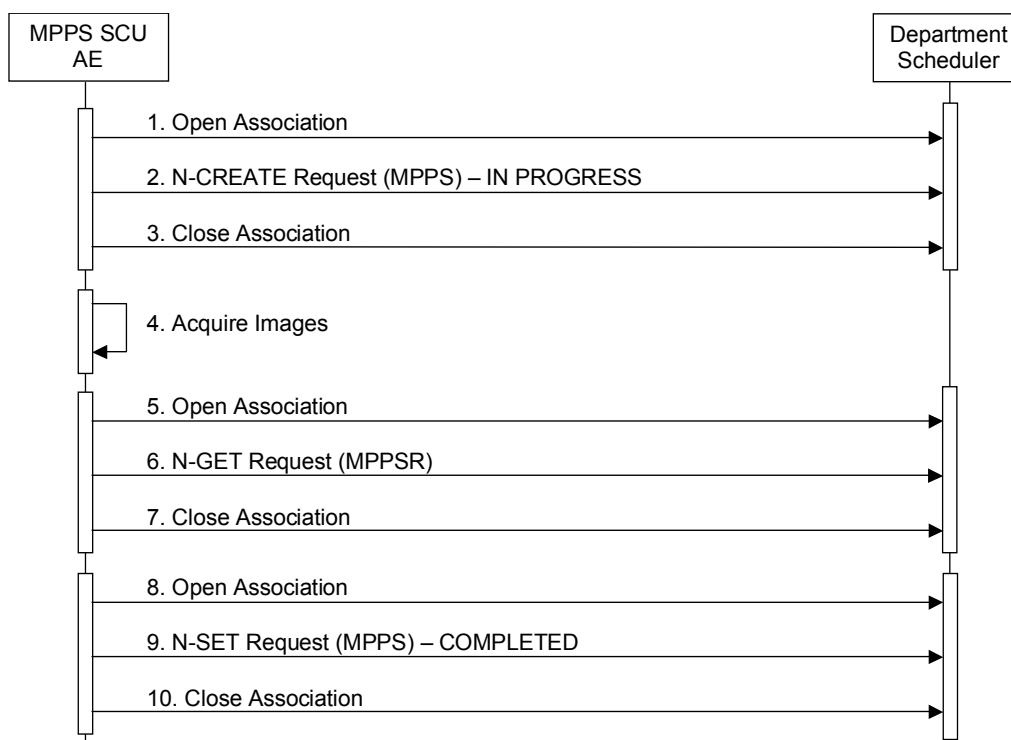 MPPS SCU
AE
Department
Scheduler
1. Open Association
2. N-CREATE Request (MPPS) – IN PROGRESS
3. Close Association
4. Acquire Images
5. Open Association
6. N-GET Request (MPPSR)
7. Close Association
8. Open Association
9. N-SET Request (MPPS) – COMPLETED
10. Close Association